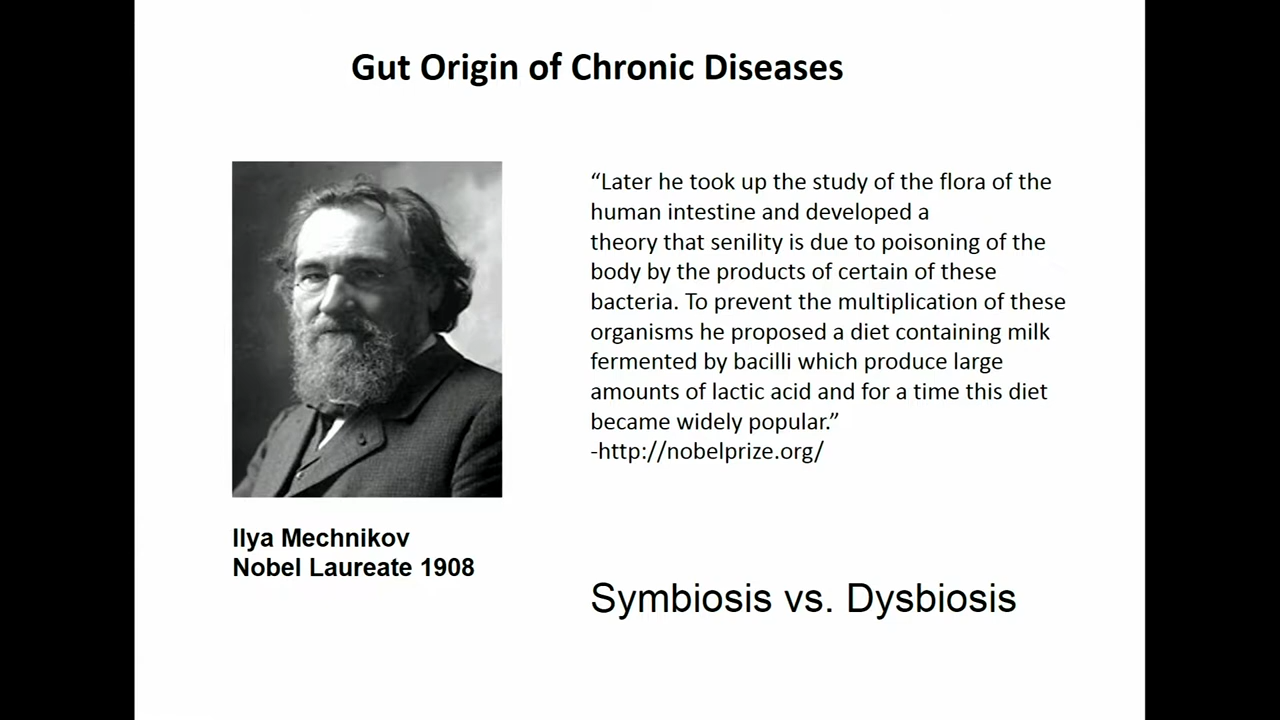 Gut Origin of Chronic Diseases
“Later he took up the study of the flora of the
human intestine and developed a
theory that senility is due to poisoning of the
body by the products of certain of these
bacteria. To prevent the multiplication of these
organisms he proposed a diet containing milk
fermented by bacilli which produce large
amounts of lactic acid and for a time this diet
became widely popular.”
-http://nobelprize.org/
Ilya Mechnikov
Nobel Laureate 1908
Symbiosis vs. Dysbiosis